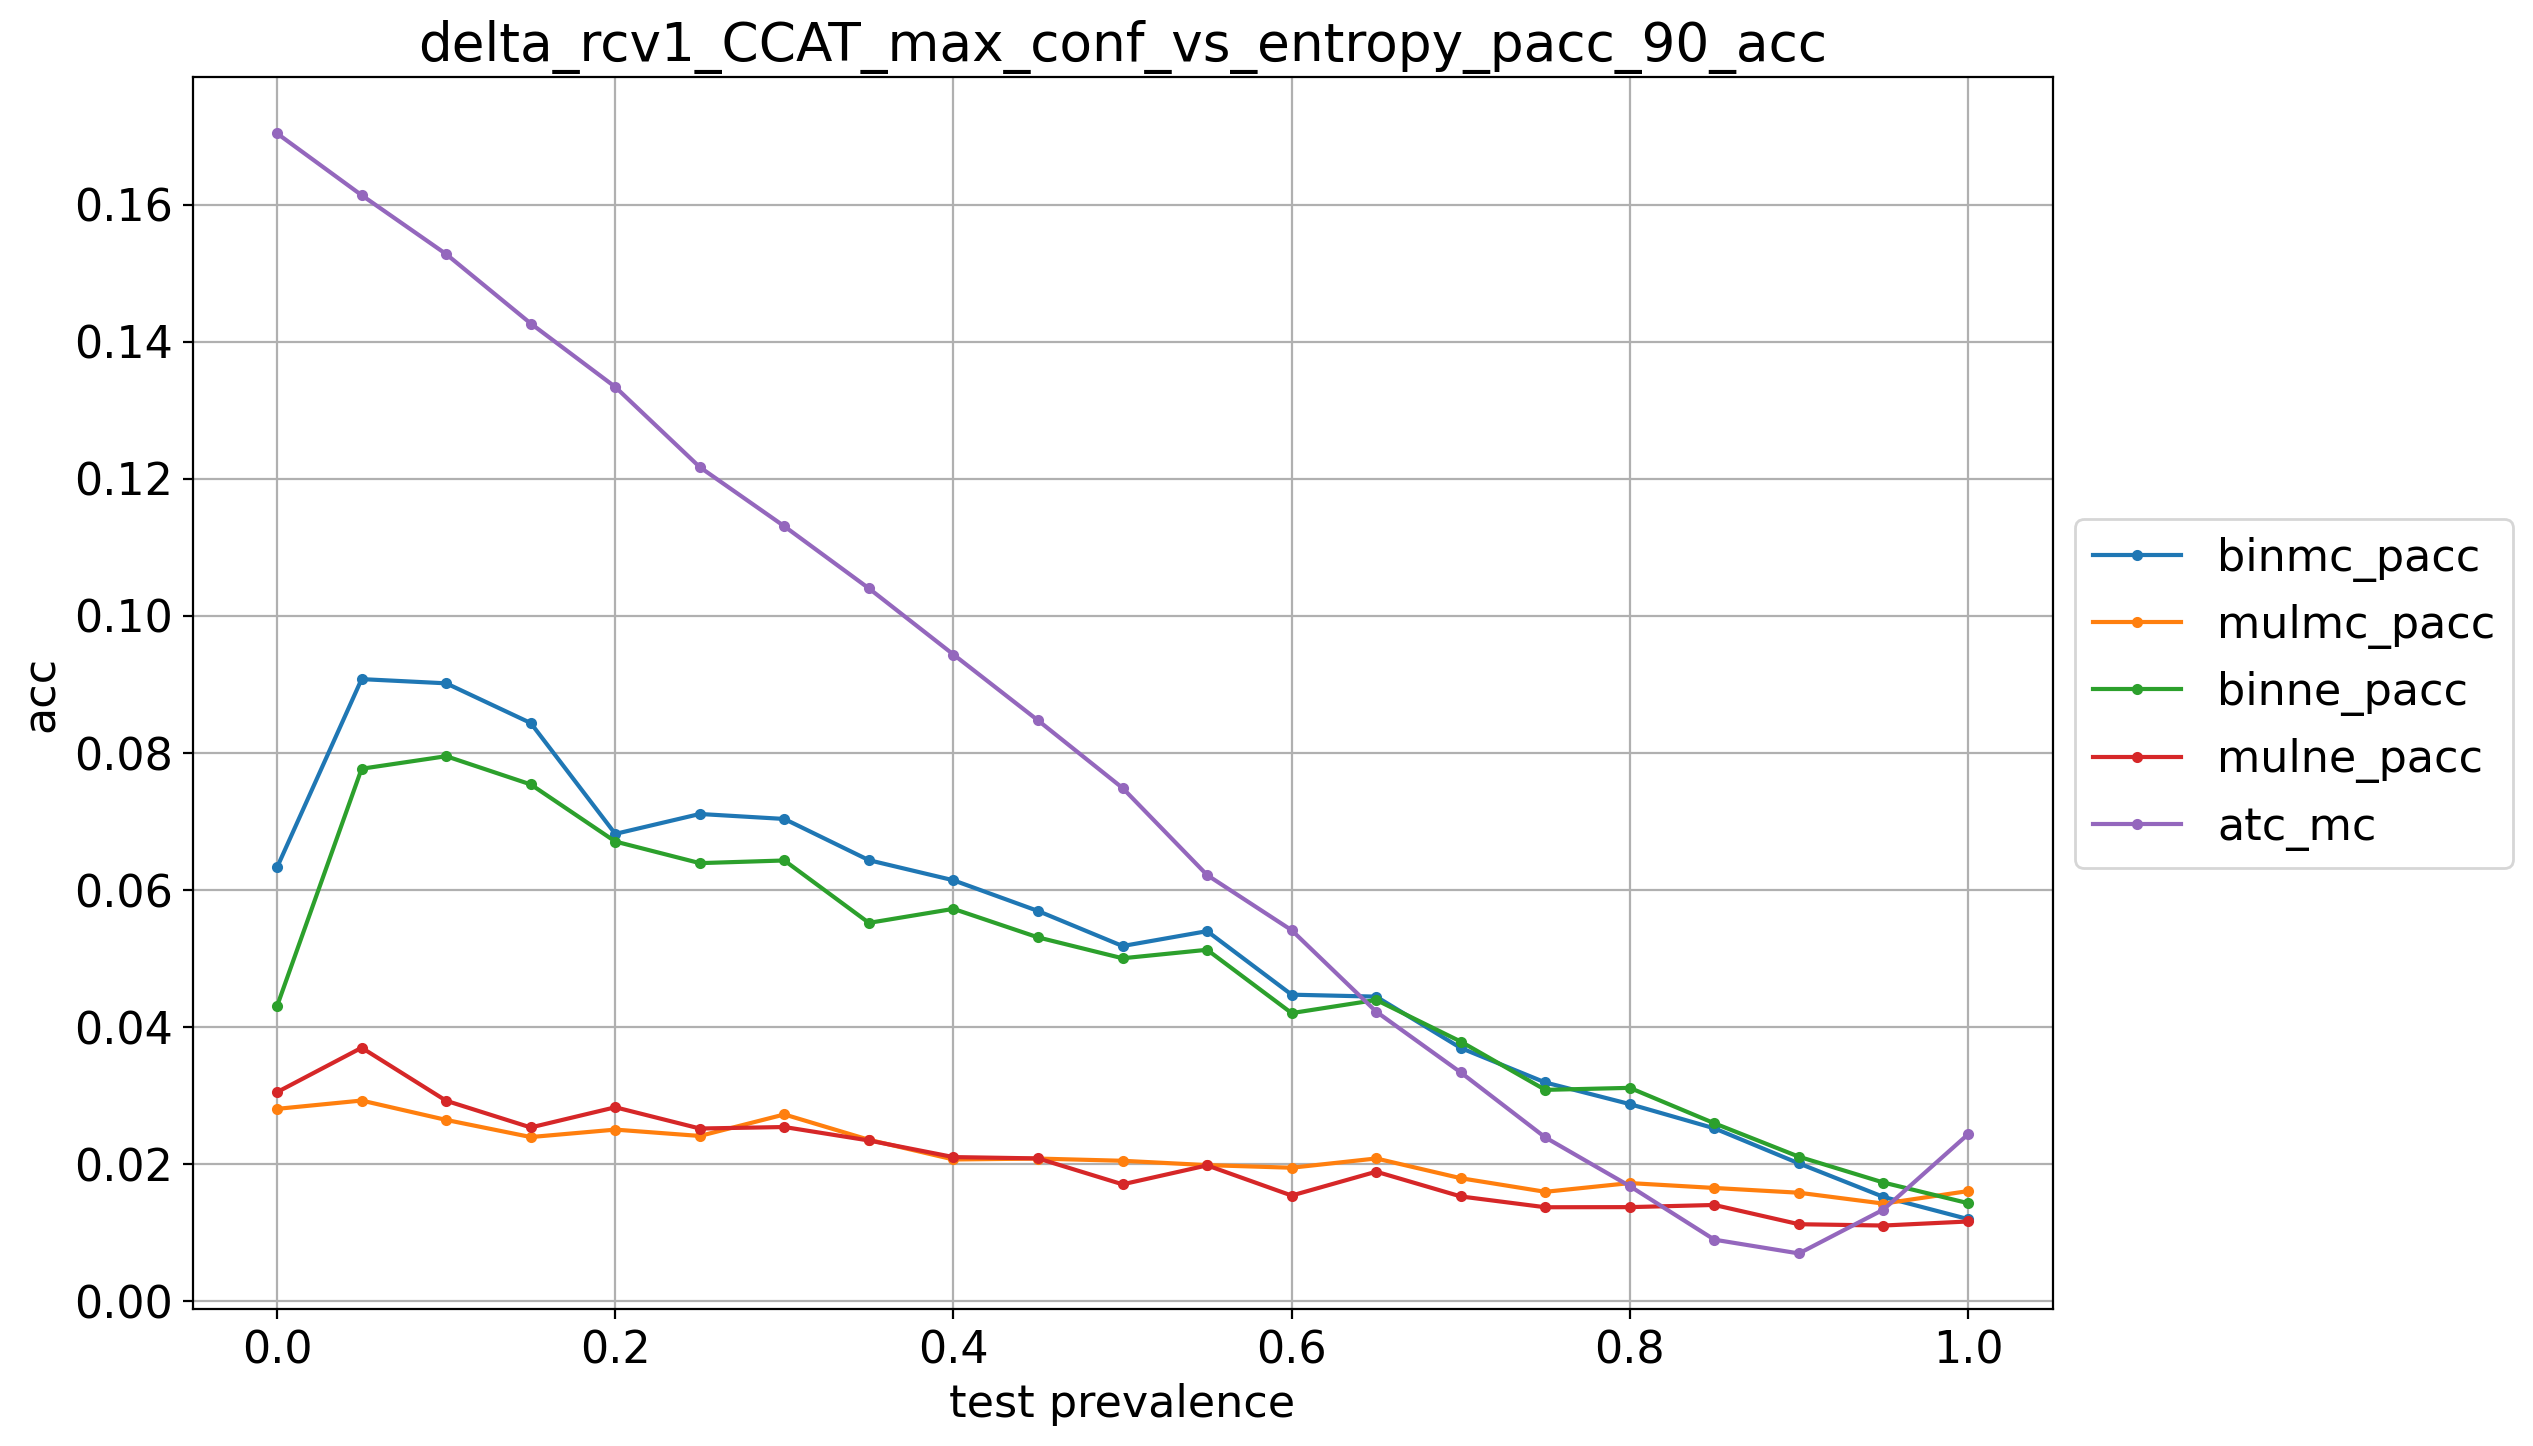 delta_rcv1_CCAT_max_conf_vs_entropy_pacc_90_acc
acc
0.16
0.14
0.12
0.10
0.08
0.06
0.04
0.02
0.00
0.0 0.2 0.4 0.6 0.8 1.0
test prevalence
binmc_pacc
mulmc_pacc
binne_pacc
mulne_pacc
atc_mc